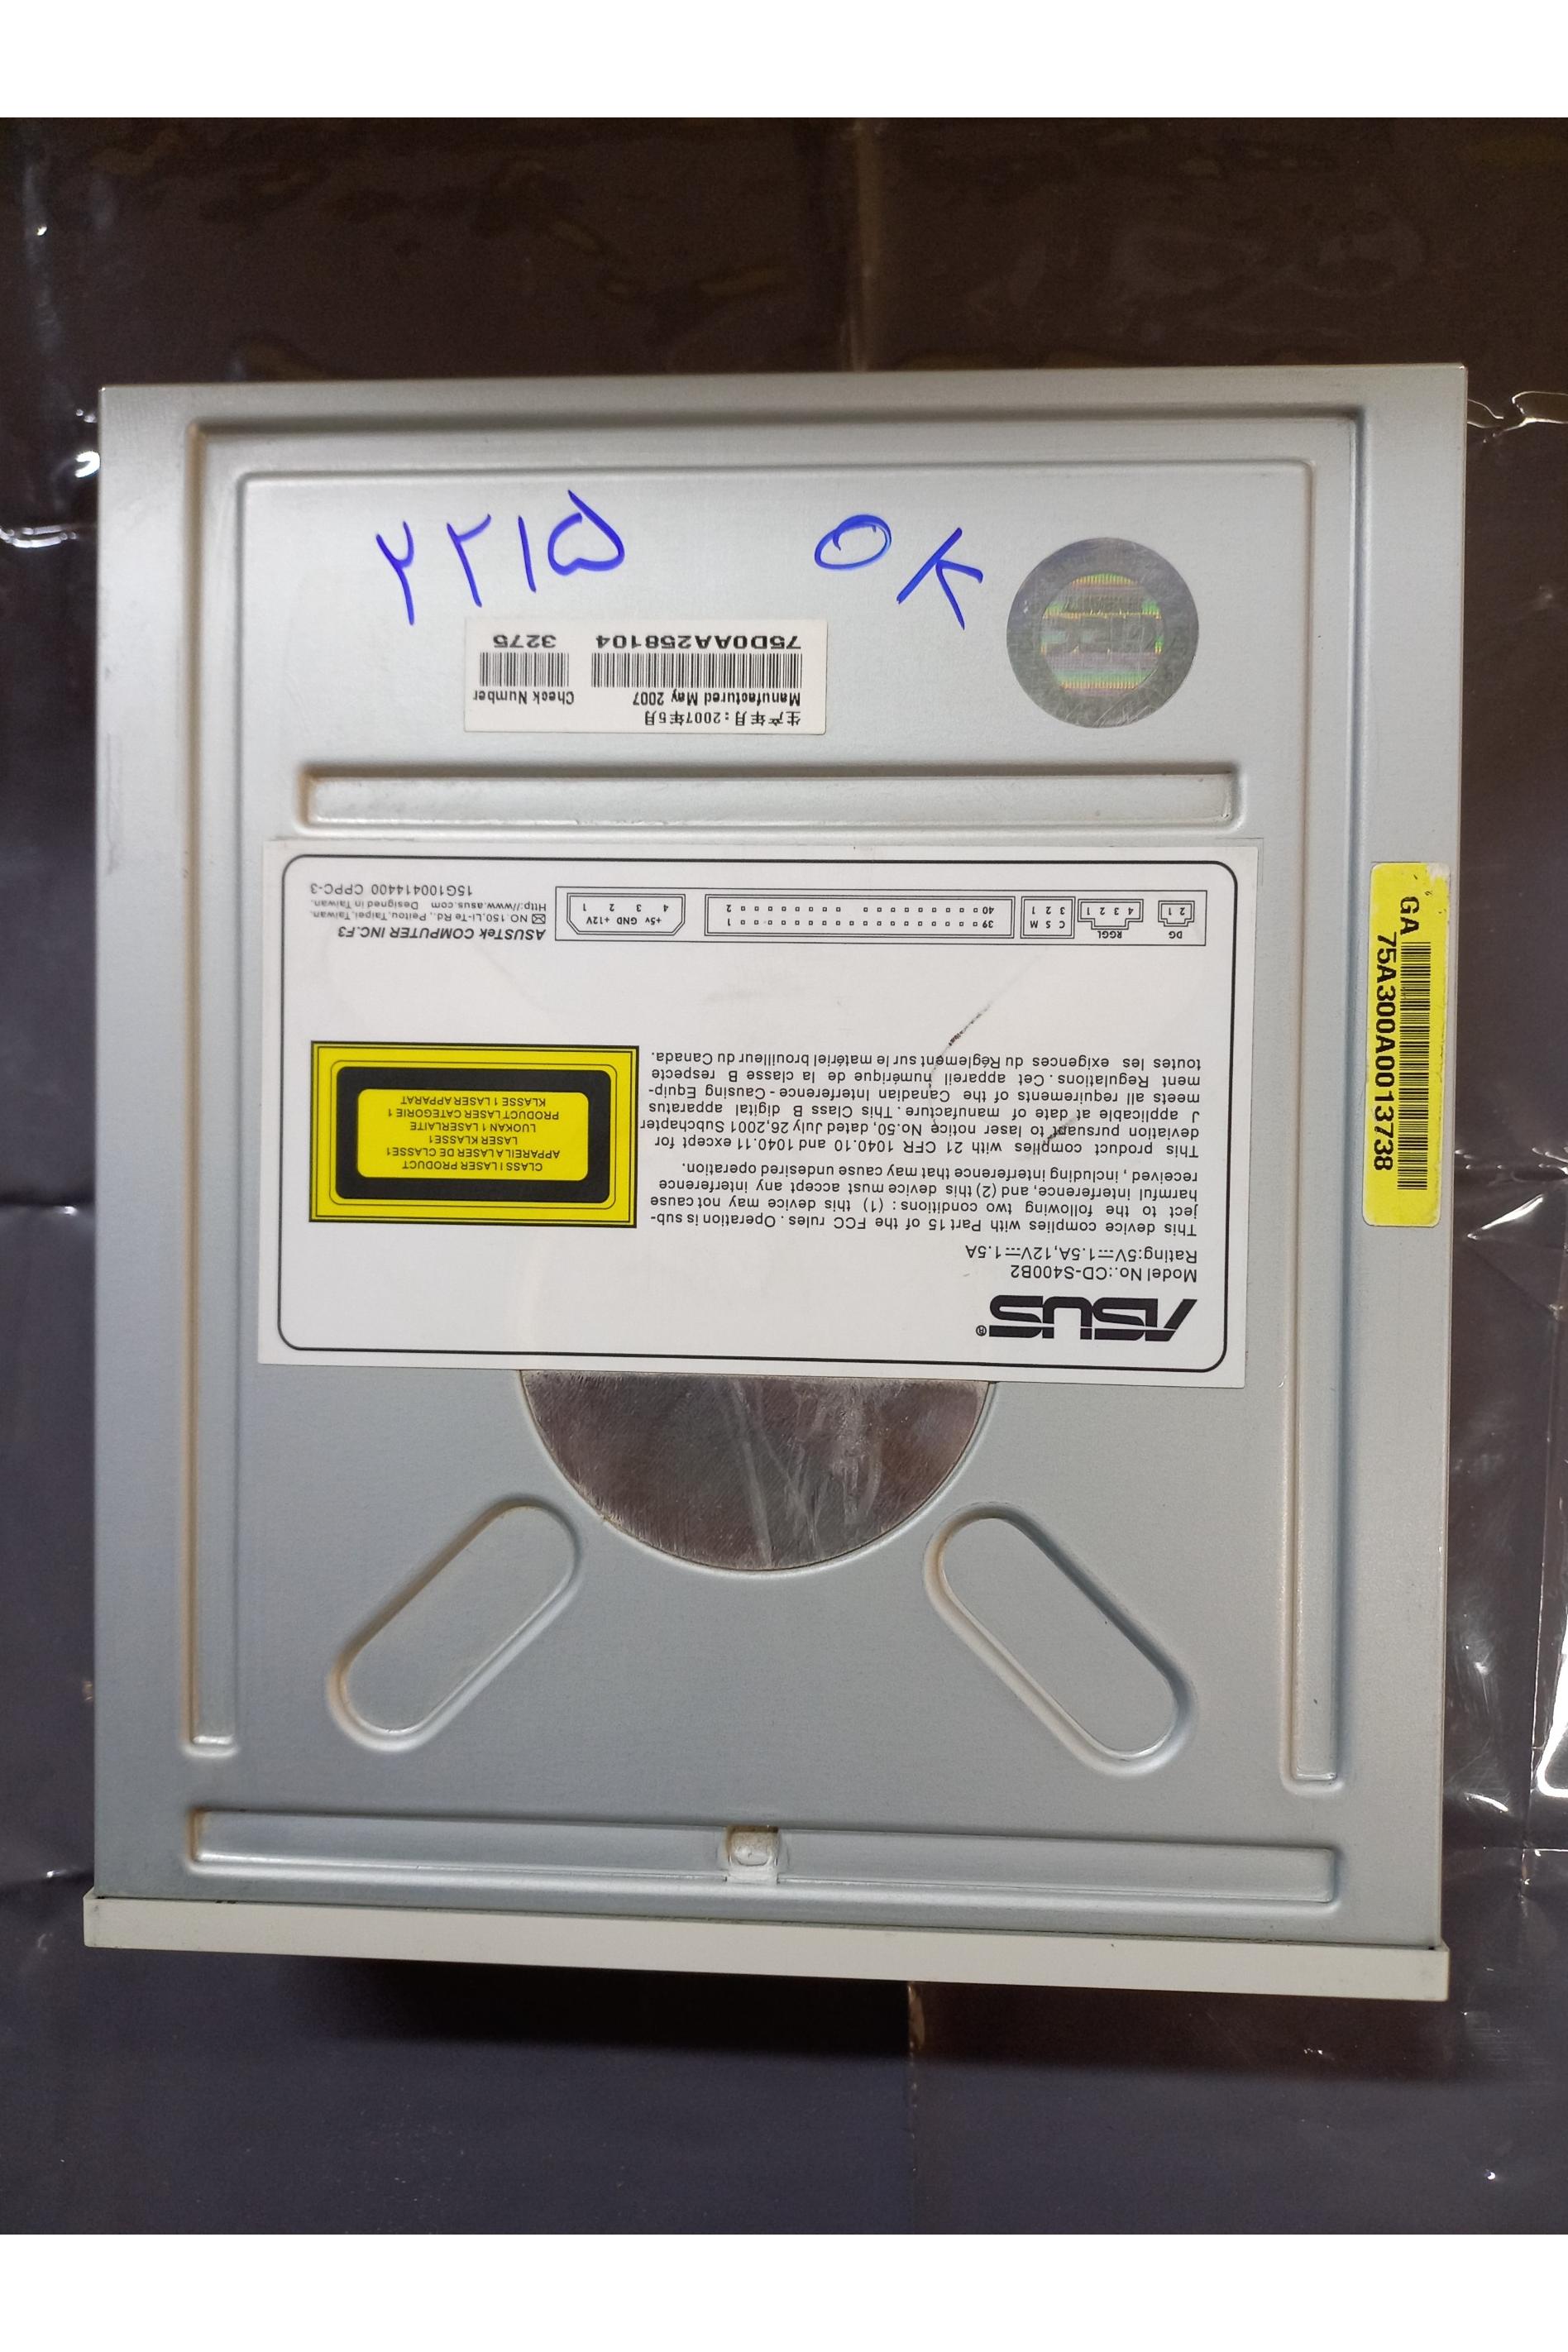 ۲۲۱۵ OK
ASUS®
Model No.:CD-S400B2
Rating:5V⎓1.5A,12V⎓1.5A
This device complies with Part 15 of the FCC rules. Operation is sub-
ject to the following two conditions: (1) this device may not cause
harmful interference, and (2) this device must accept any interference
received, including interference that may cause undesired operation.
This product complies with 21 CFR 1040.10 and 1040.11 except for
deviation pursuant to laser notice No.50, dated July 26,2001 Subchapter
J applicable at date of manufacture. This Class B digital apparatus
meets all requirements of the Canadian Interference-Causing Equip-
ment Regulations. Cet appareil numérique de la classe B respecte
toutes les exigences du Réglement sur le matériel brouilleur du Canada.
CLASS I LASER PRODUCT
APPAREIL A LASER DE CLASSE1
LASER KLASSE1
LUOKAN 1 LASERLAITE
PRODUCT LASER CATEGORIE 1
KLASSE 1 LASER APPARAT
DG RGGL C S M
2 1 4 3 2 1 3 2 1 39 1 +5v GND +12V
40 2 4 3 2 1
ASUSTek COMPUTER INC.F3
NO.150,Li-Te Rd., Peitou,Taipei,Taiwan.
Http://www.asus.com Designed in Taiwan.
15G100414400 CPPC-3
生产年月:2007年5月
Manufactured May 2007 Check Number
75D0AA258104 3275
GA
75A300A0013738